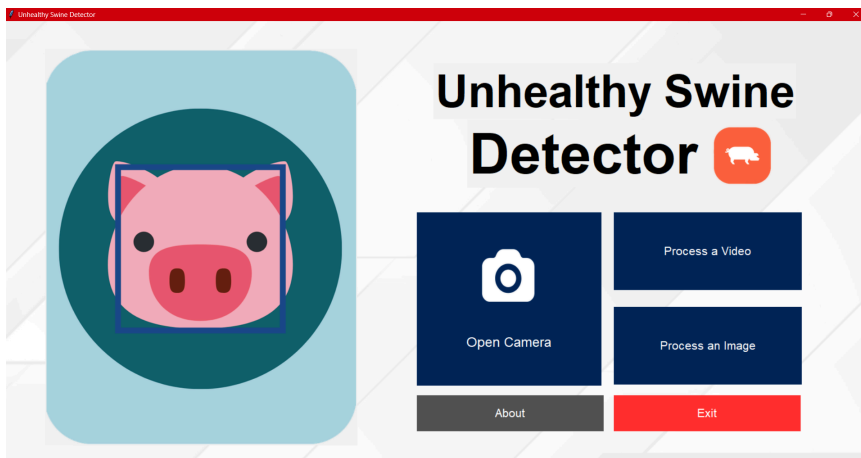 Unhealthy Swine Detector
Unhealthy Swine
Detector
Open Camera
Process a Video
Process an Image
About
Exit